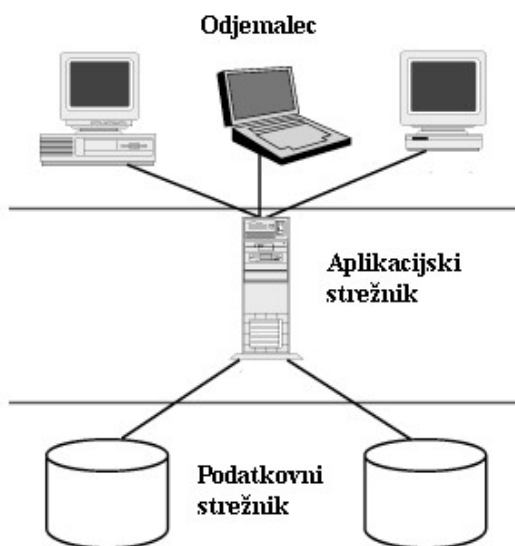 Odjemalec
Aplikacijski
strežnik
Podatkovni
strežnik